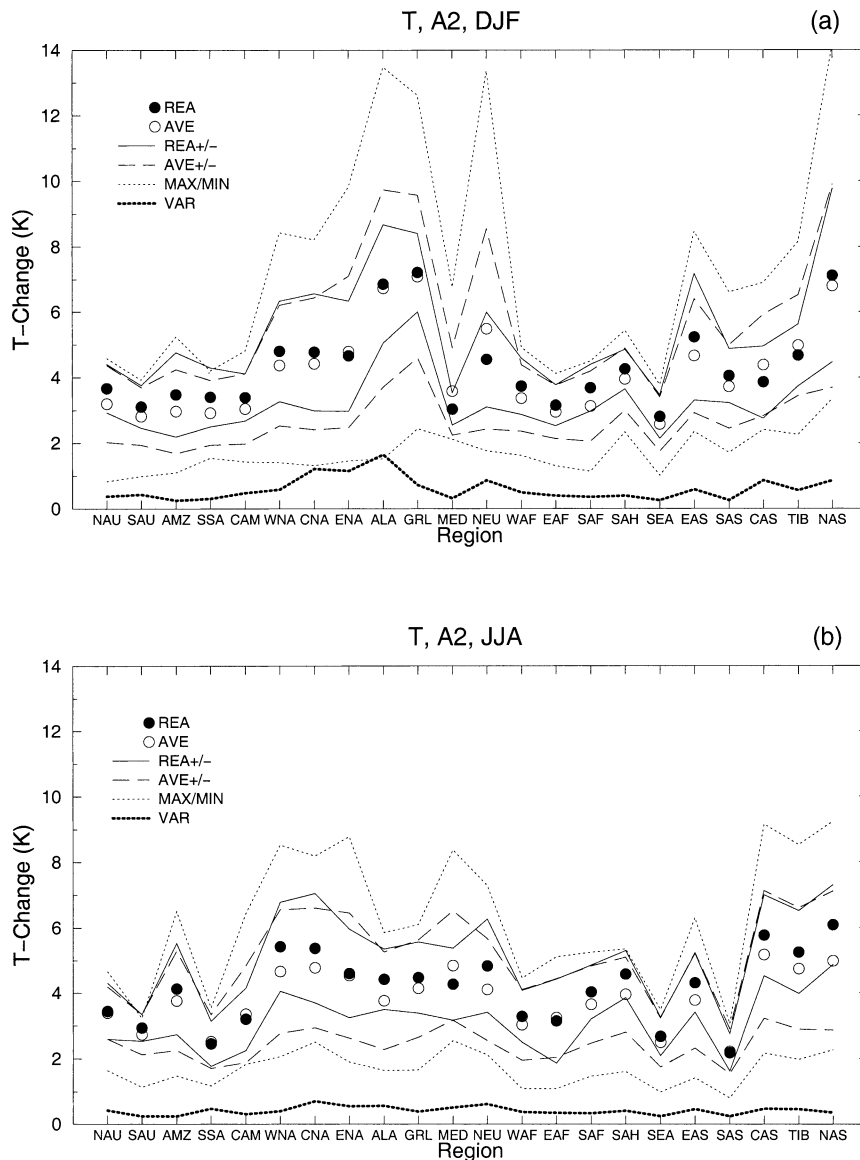 T, A2, DJF
(a)
14
12
10
8
6
4
2
0
T-Change (K)
REA
AVE
REA+/-
AVE+/-
MAX/MIN
VAR
NAU SAU AMZ SSA CAM WNA CNA ENA ALA GRL MED NEU WAF EAF SAF SAH SEA EAS SAS CAS TIB NAS
Region
T, A2, JJA
(b)
14
12
10
8
6
4
2
0
T-Change (K)
REA
AVE
REA+/-
AVE+/-
MAX/MIN
VAR
NAU SAU AMZ SSA CAM WNA CNA ENA ALA GRL MED NEU WAF EAF SAF SAH SEA EAS SAS CAS TIB NAS
Region